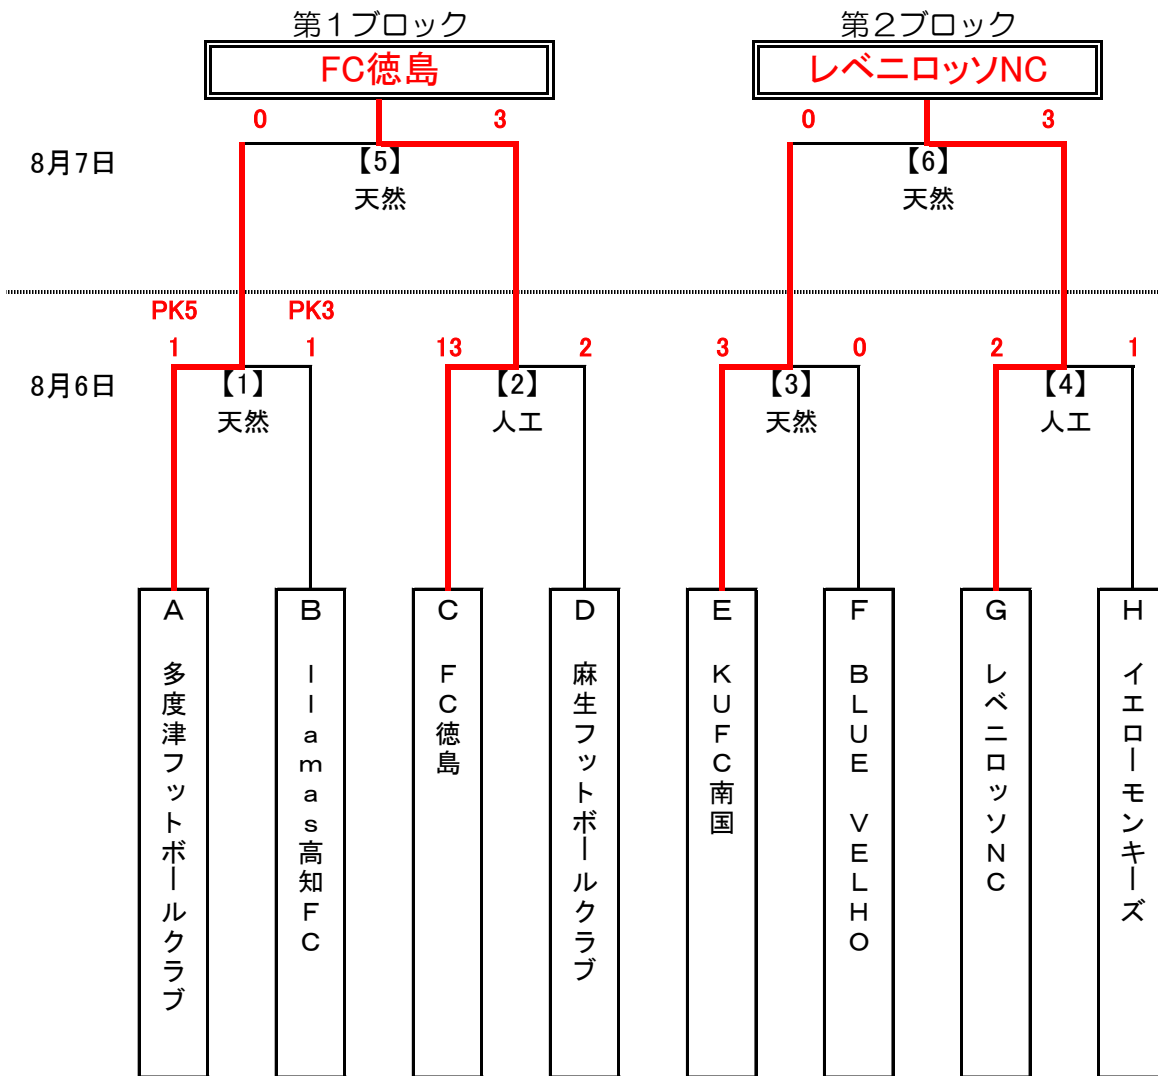 第1ブロック 第2ブロック
FC徳島 レベニロッソNC
0 3 0 3
8月7日 【5】 【6】
天然 天然
PK5 PK3
1 1 13 2 3 0 2 1
8月6日 【1】 【2】 【3】 【4】
天然 人工 天然 人工
A 多度津フットボールクラブ
B llamas高知FC
C FC徳島
D 麻生フットボールクラブ
E KUFC南国
F BLUE VELHO
G レベニロッソNC
H イエローモンキーズ